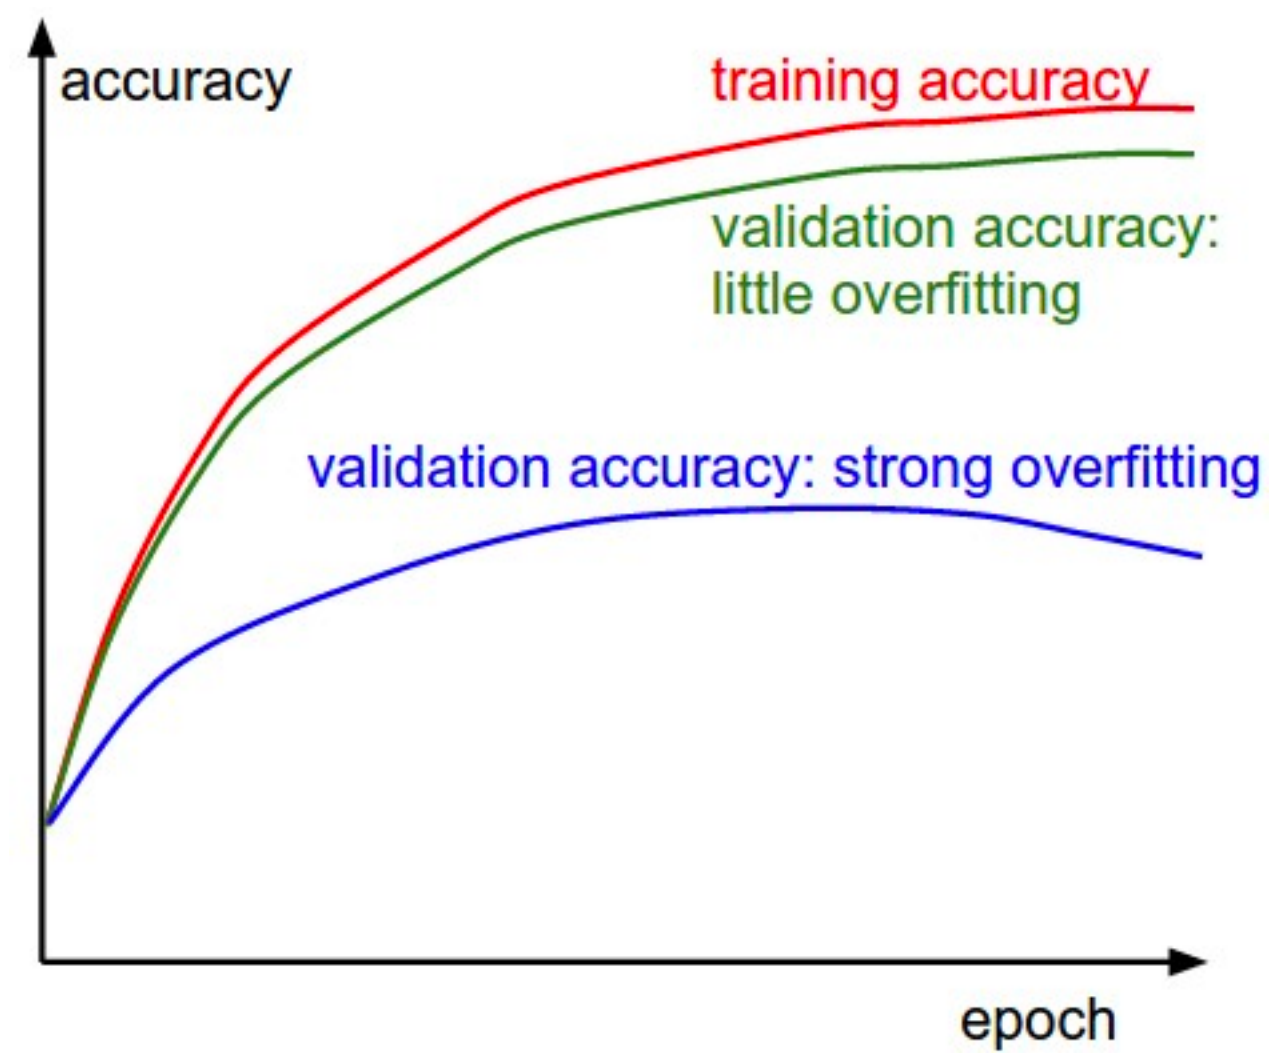 accuracy
training accuracy
validation accuracy:
little overfitting
validation accuracy: strong overfitting
epoch